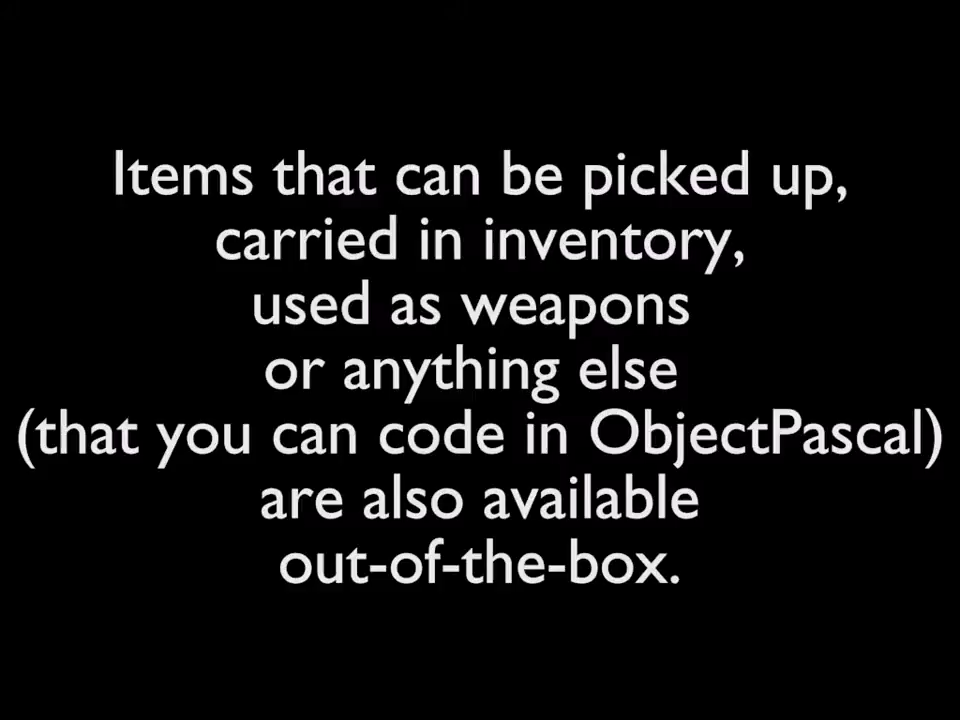 Items that can be picked up,
carried in inventory,
used as weapons
or anything else
(that you can code in ObjectPascal)
are also available
out-of-the-box.